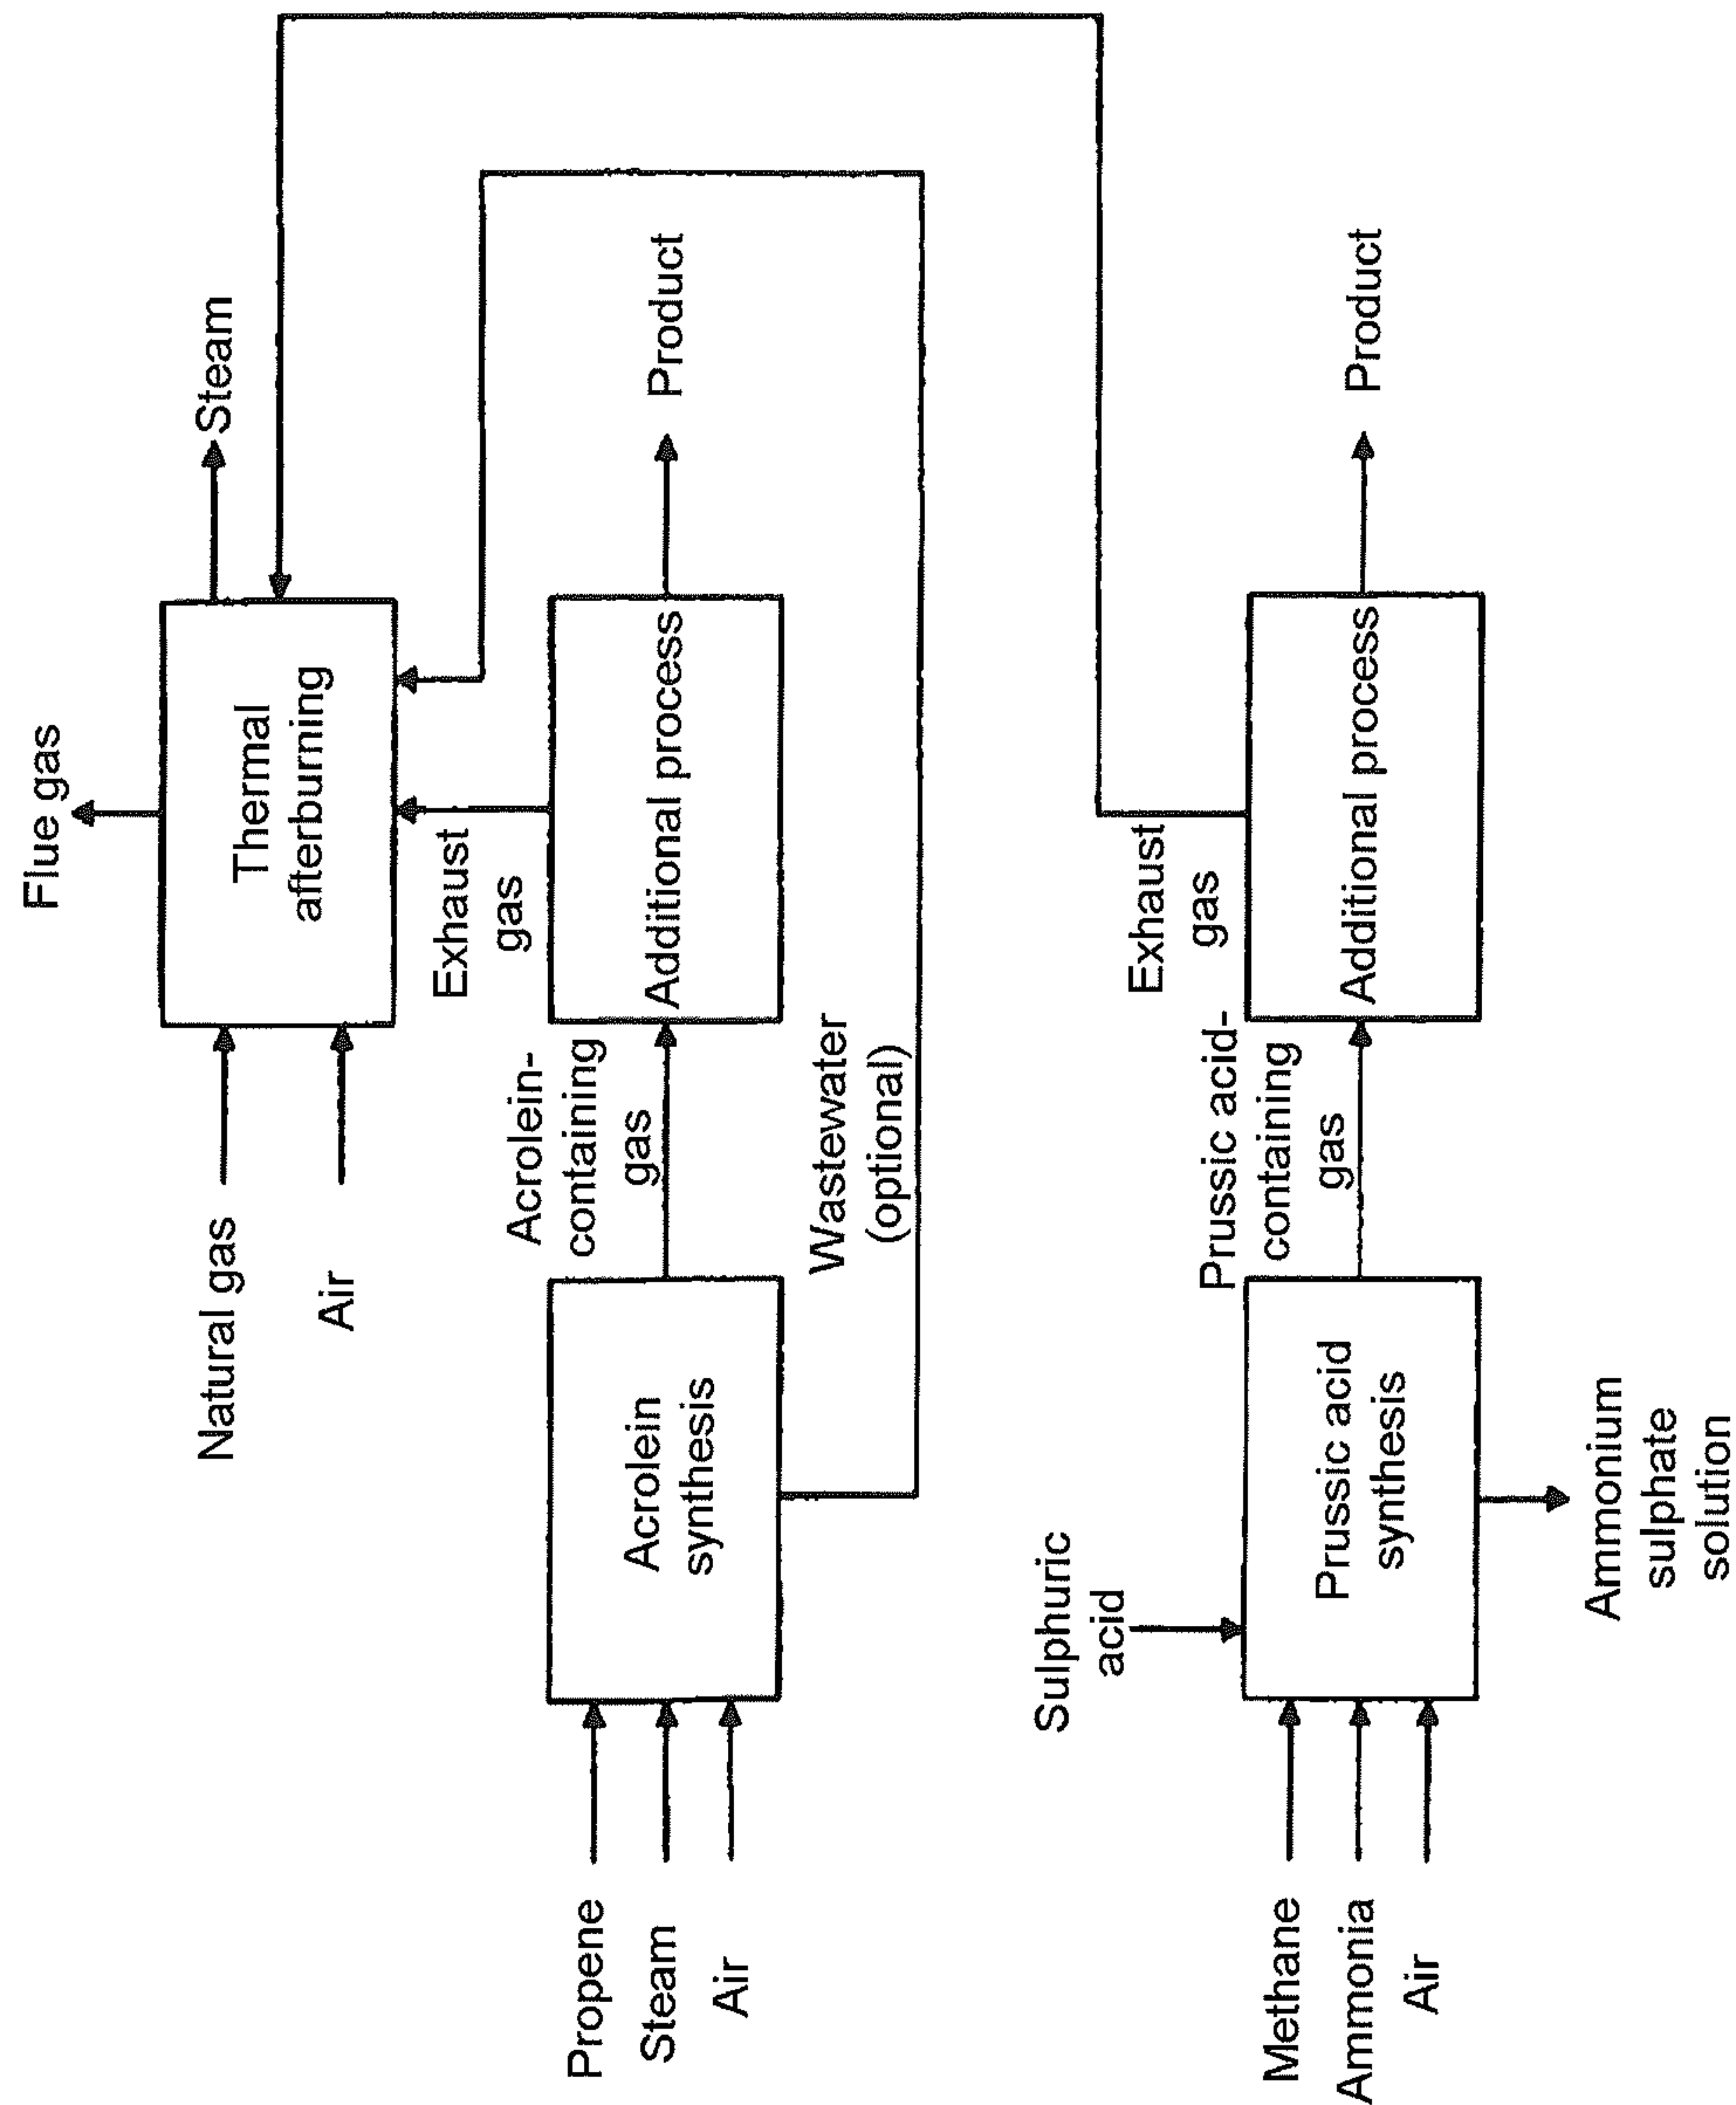 Flue gas
Natural gas
Air
Thermal
afterburning
Steam
Exhaust
gas
Propene
Steam
Air
Acrolein
synthesis
Acrolein-
containing
gas
Additional process
Product
Wastewater
(optional)
Sulphuric
acid
Exhaust
gas
Methane
Ammonia
Air
Prussic acid
synthesis
Prussic acid-
containing
gas
Additional process
Product
Ammonium
sulphate
solution